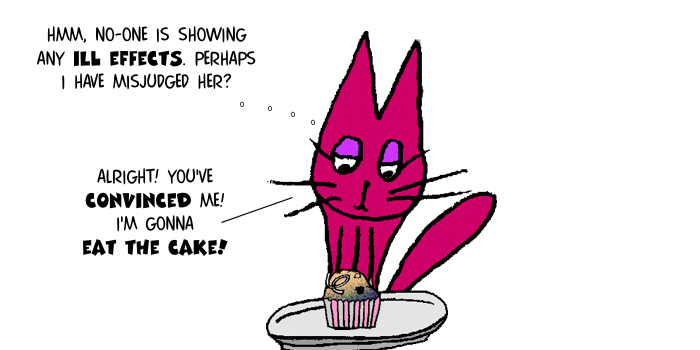 HMM, NO-ONE IS SHOWING
ANY ILL EFFECTS. PERHAPS
I HAVE MISJUDGED HER?
ALRIGHT! YOU'VE
CONVINCED ME!
I'M GONNA
EAT THE CAKE!